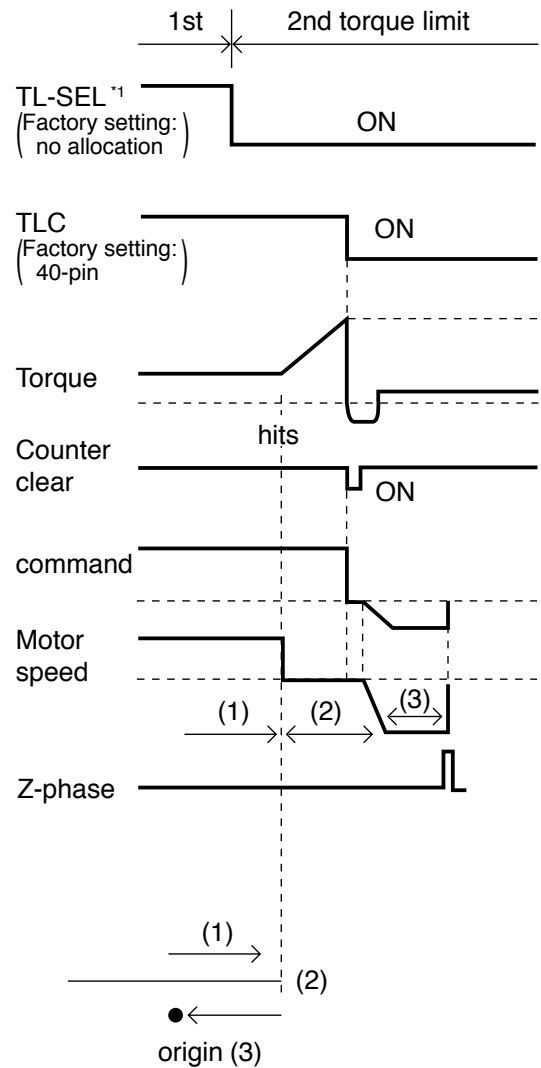 1st 2nd torque limit
TL-SEL *1
(Factory setting:
no allocation)
ON
TLC
(Factory setting:
40-pin)
ON
Torque
hits
Counter
clear
ON
command
Motor
speed
(1) (2) (3)
Z-phase
(1)
(2)
origin (3)